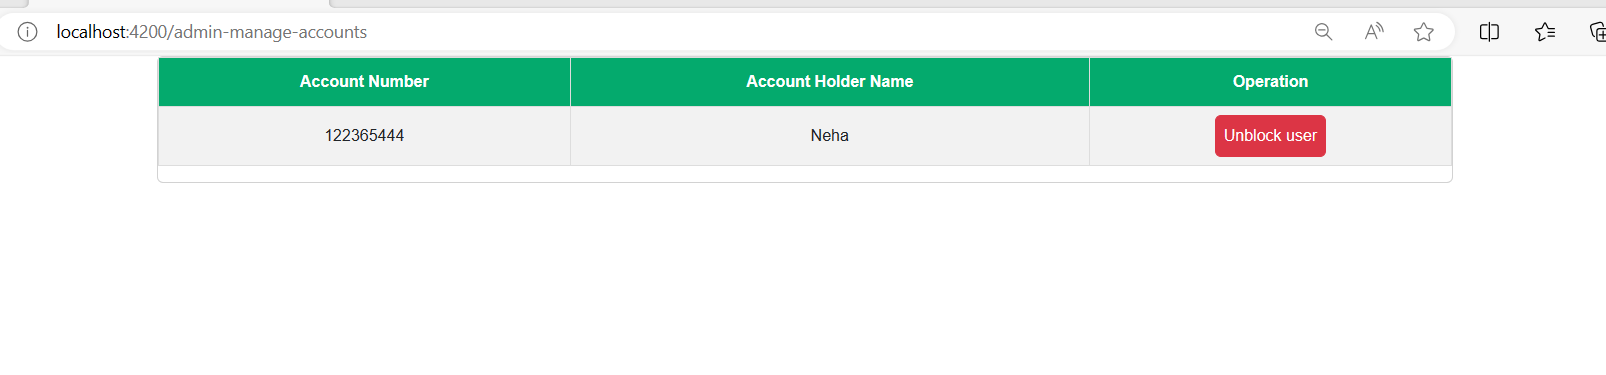 localhost:4200/admin-manage-accounts
Account Number Account Holder Name Operation
122365444 Neha Unblock user